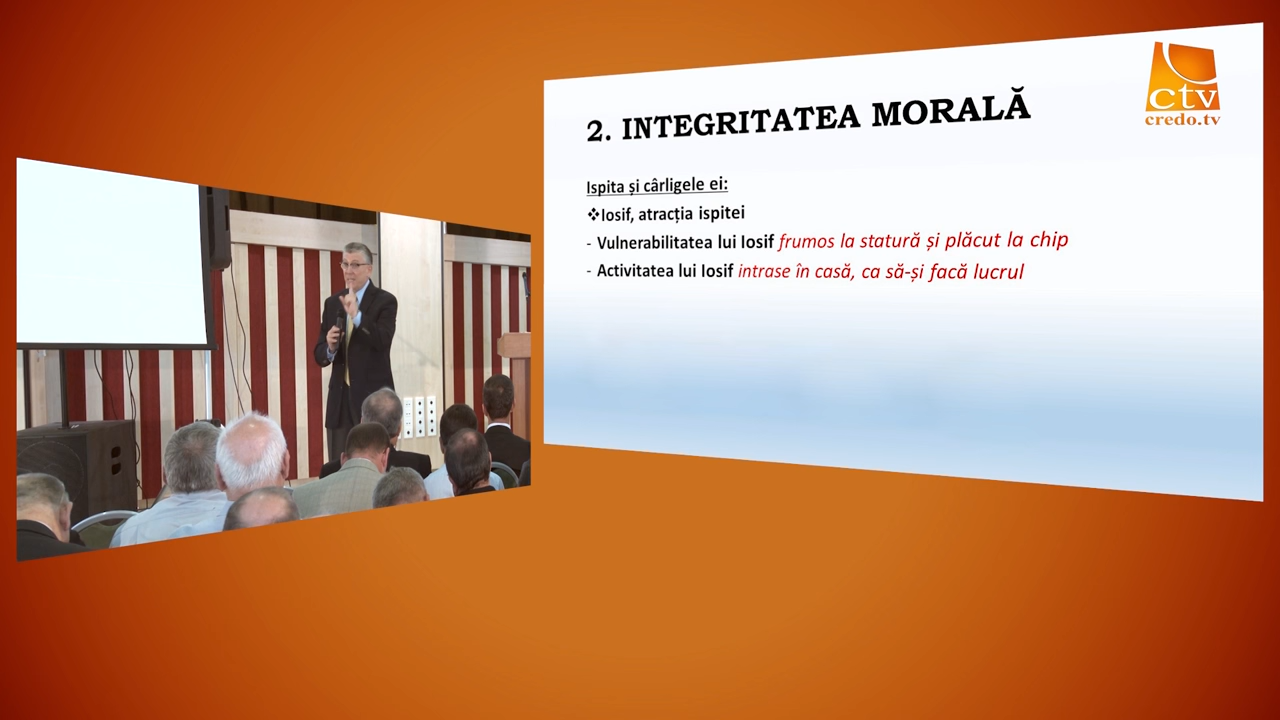 2. INTEGRITATEA MORALĂ
ctv
credo.tv
Ispita și cârligele ei:
❖Iosif, atracția ispitei
- Vulnerabilitatea lui Iosif frumos la statură și plăcut la chip
- Activitatea lui Iosif intrase în casă, ca să-și facă lucrul